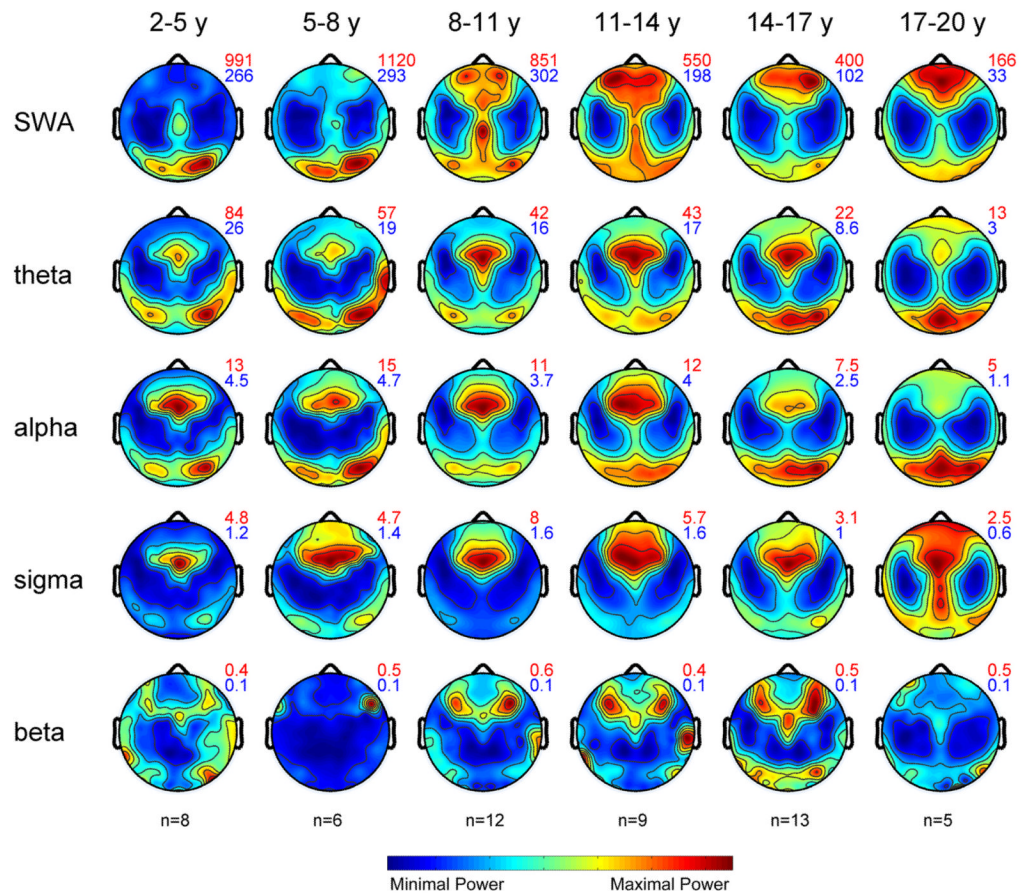 2-5 y 5-8 y 8-11 y 11-14 y 14-17 y 17-20 y
SWA
991 1120 851 550 400 166
266 293 302 198 102 33
theta
84 57 42 43 22 13
26 19 16 17 8.6 3
alpha
13 15 11 12 7.5 5
4.5 4.7 3.7 4 2.5 1.1
sigma
4.8 4.7 8 5.7 3.1 2.5
1.2 1.4 1.6 1.6 1 0.6
beta
0.4 0.5 0.6 0.4 0.5 0.5
0.1 0.1 0.1 0.1 0.1 0.1
n=8 n=6 n=12 n=9 n=13 n=5
Minimal Power Maximal Power